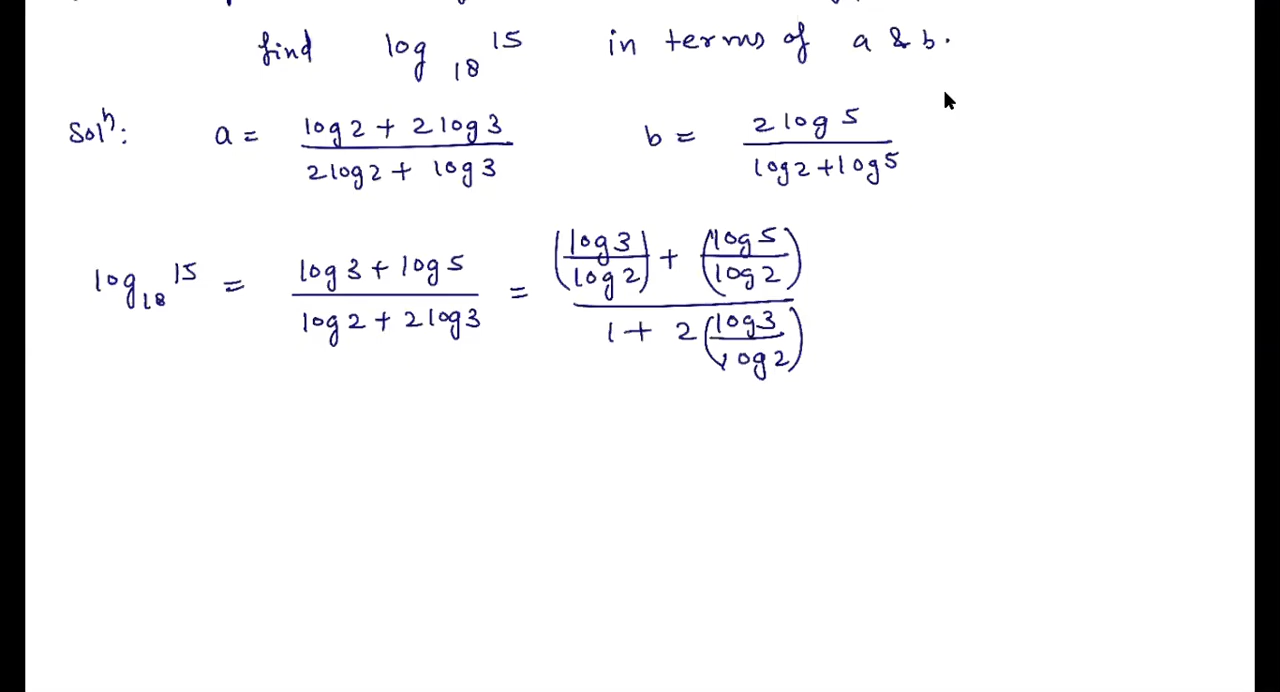 find log₁₈ 15 in terms of a & b.
Solⁿ: a = (log 2 + 2 log 3)/(2 log 2 + log 3) b = (2 log 5)/(log 2 + log 5)
log₁₈ 15 = (log 3 + log 5)/(log 2 + 2 log 3) = ((log 3/log 2) + (log 5/log 2))/(1 + 2 (log 3/log 2))